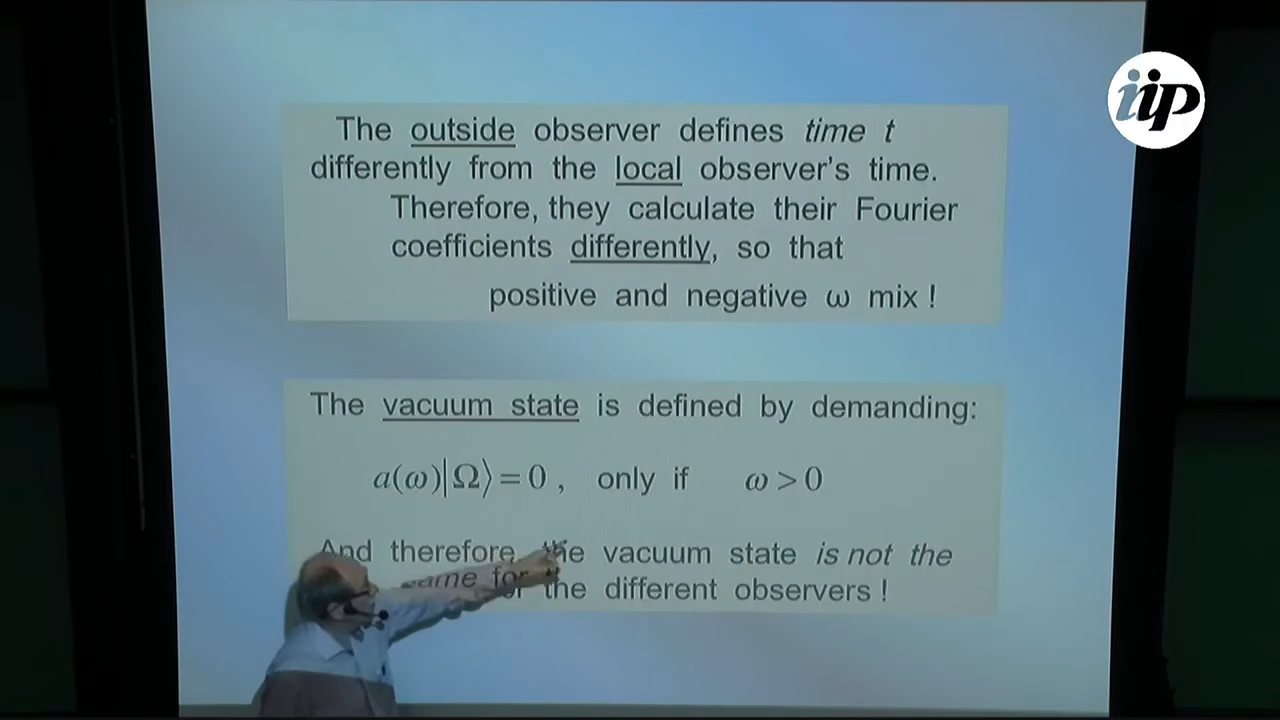 iip
The outside observer defines time t
differently from the local observer's time.
Therefore, they calculate their Fourier
coefficients differently, so that
positive and negative ω mix !
The vacuum state is defined by demanding:
a(ω)|Ω⟩ = 0 , only if ω > 0
And therefore, the vacuum state is not the
same for the different observers !